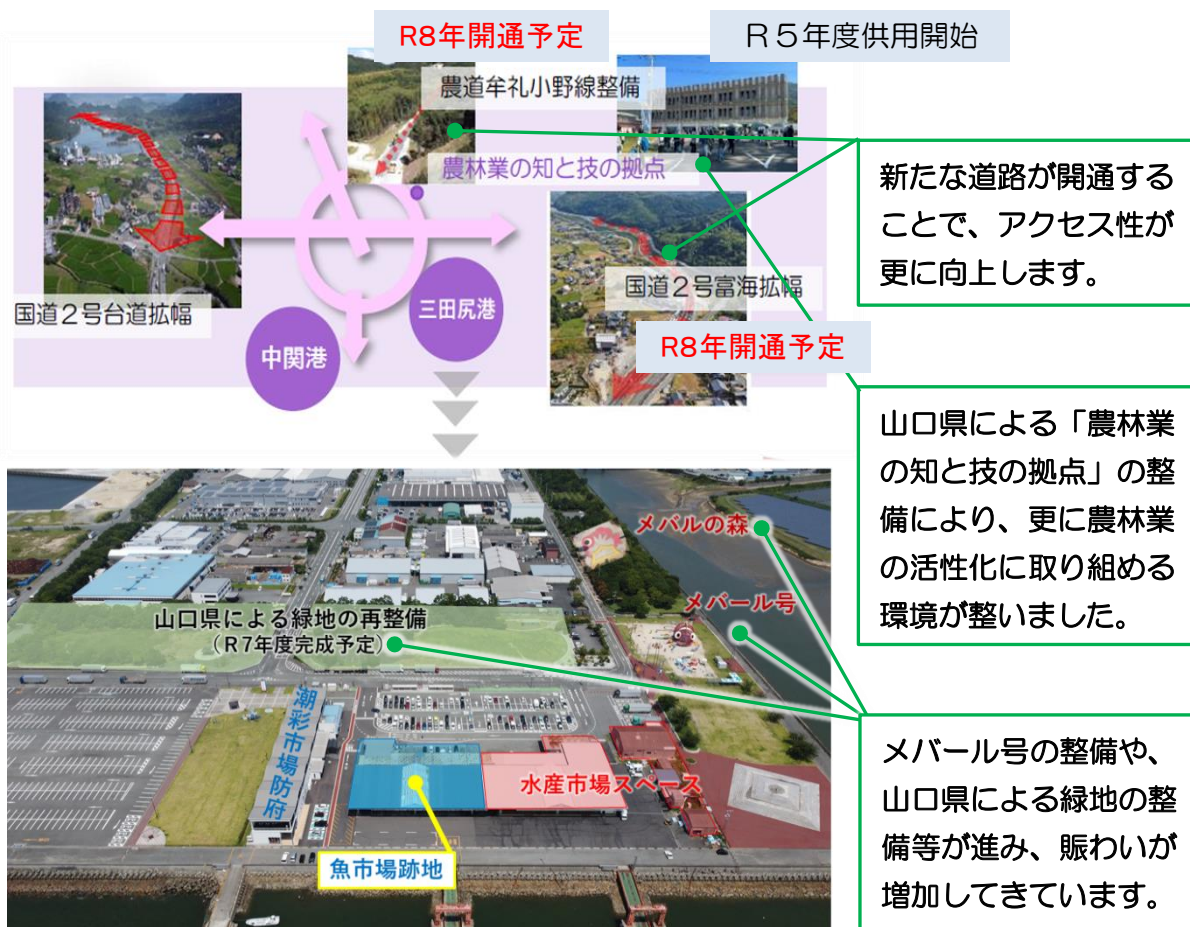 R8年開通予定
R５年度供用開始
農道牟礼小野線整備
農林業の知と技の拠点
国道２号台道拡幅
国道２号富海拡幅
三田尻港
中関港
R8年開通予定
新たな道路が開通する
ことで、アクセス性が
更に向上します。
山口県による「農林業
の知と技の拠点」の整
備により、更に農林業
の活性化に取り組める
環境が整いました。
メバルの森
メバール号
山口県による緑地の再整備
（R７年度完成予定）
潮彩市場防府
水産市場スペース
魚市場跡地
メバール号の整備や、
山口県による緑地の整
備等が進み、賑わいが
増加してきています。